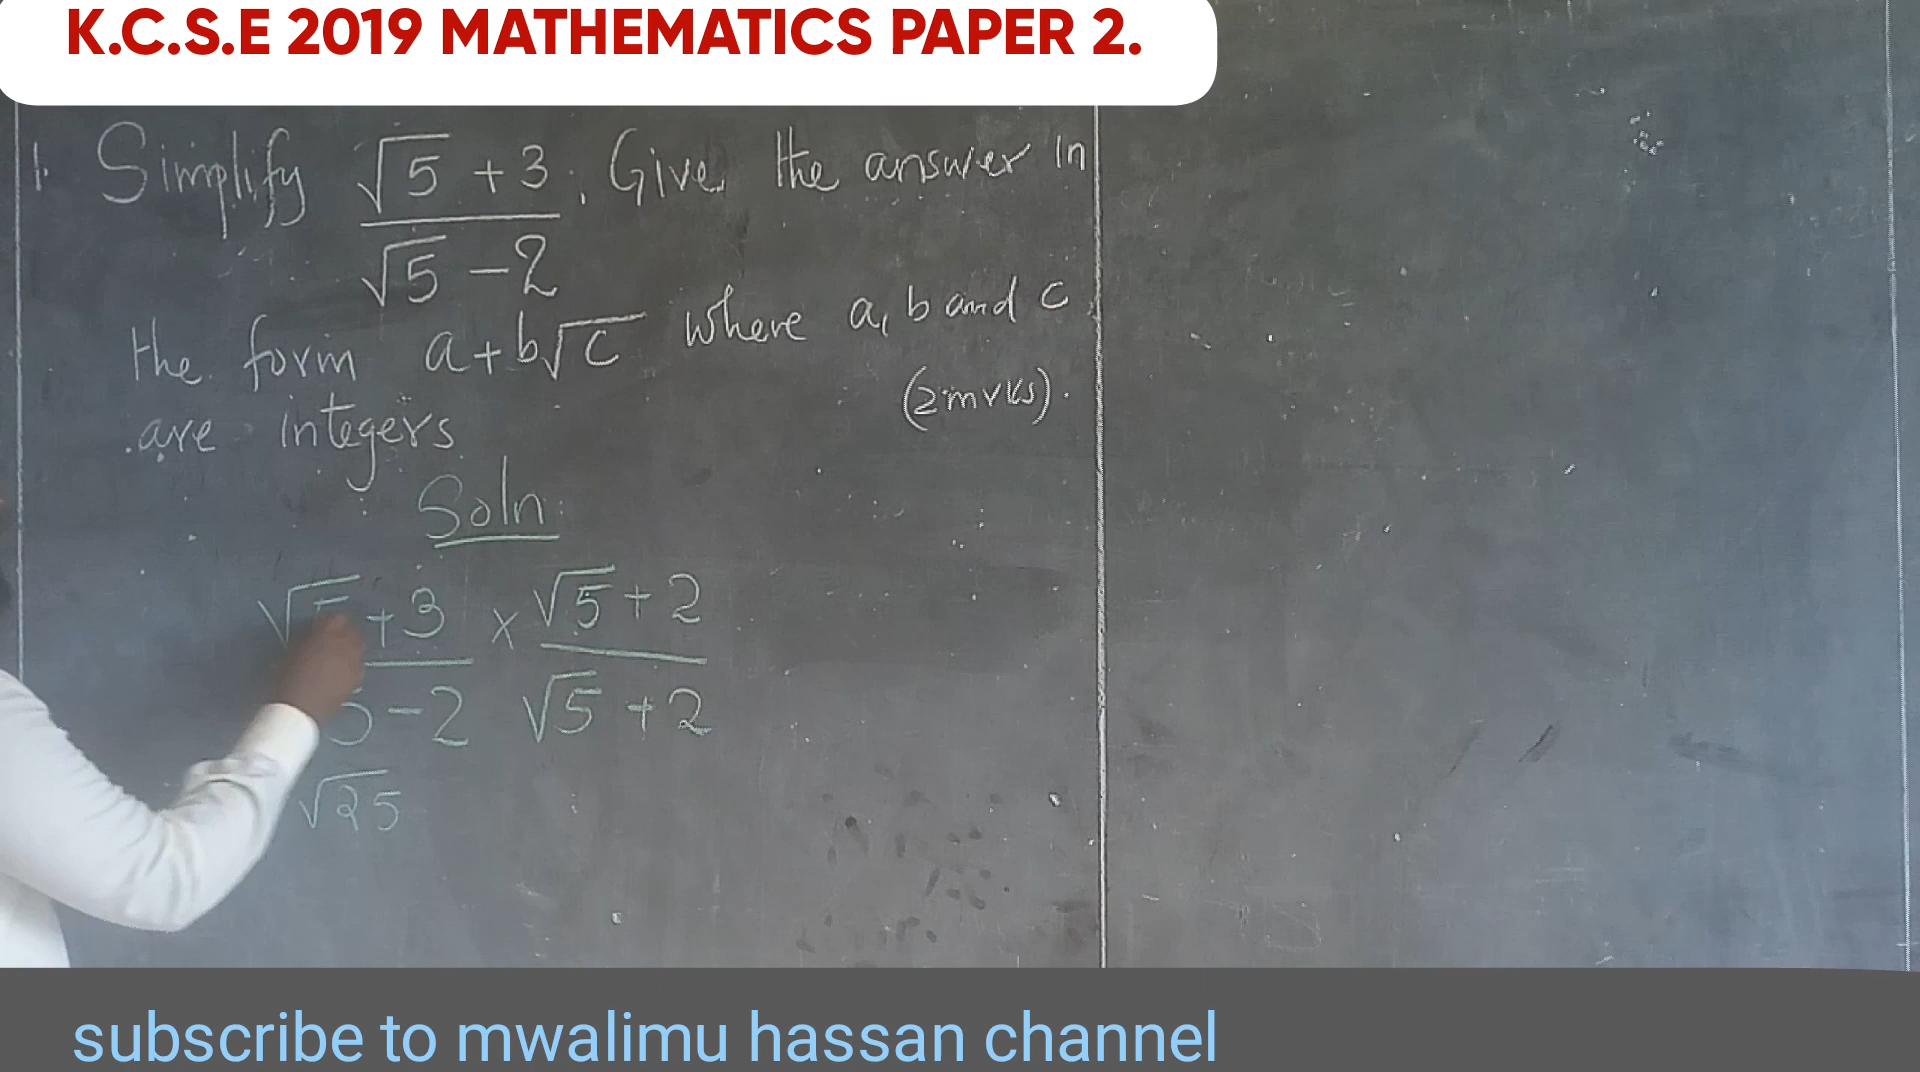 K.C.S.E 2019 MATHEMATICS PAPER 2.
1. Simplify √5 + 3. Give the answer in
√5 - 2
the form a+b√c where a, b and c
are integers (2mrks).
Soln
+3 × √5 + 2
-2 √5 + 2
√25
subscribe to mwalimu hassan channel